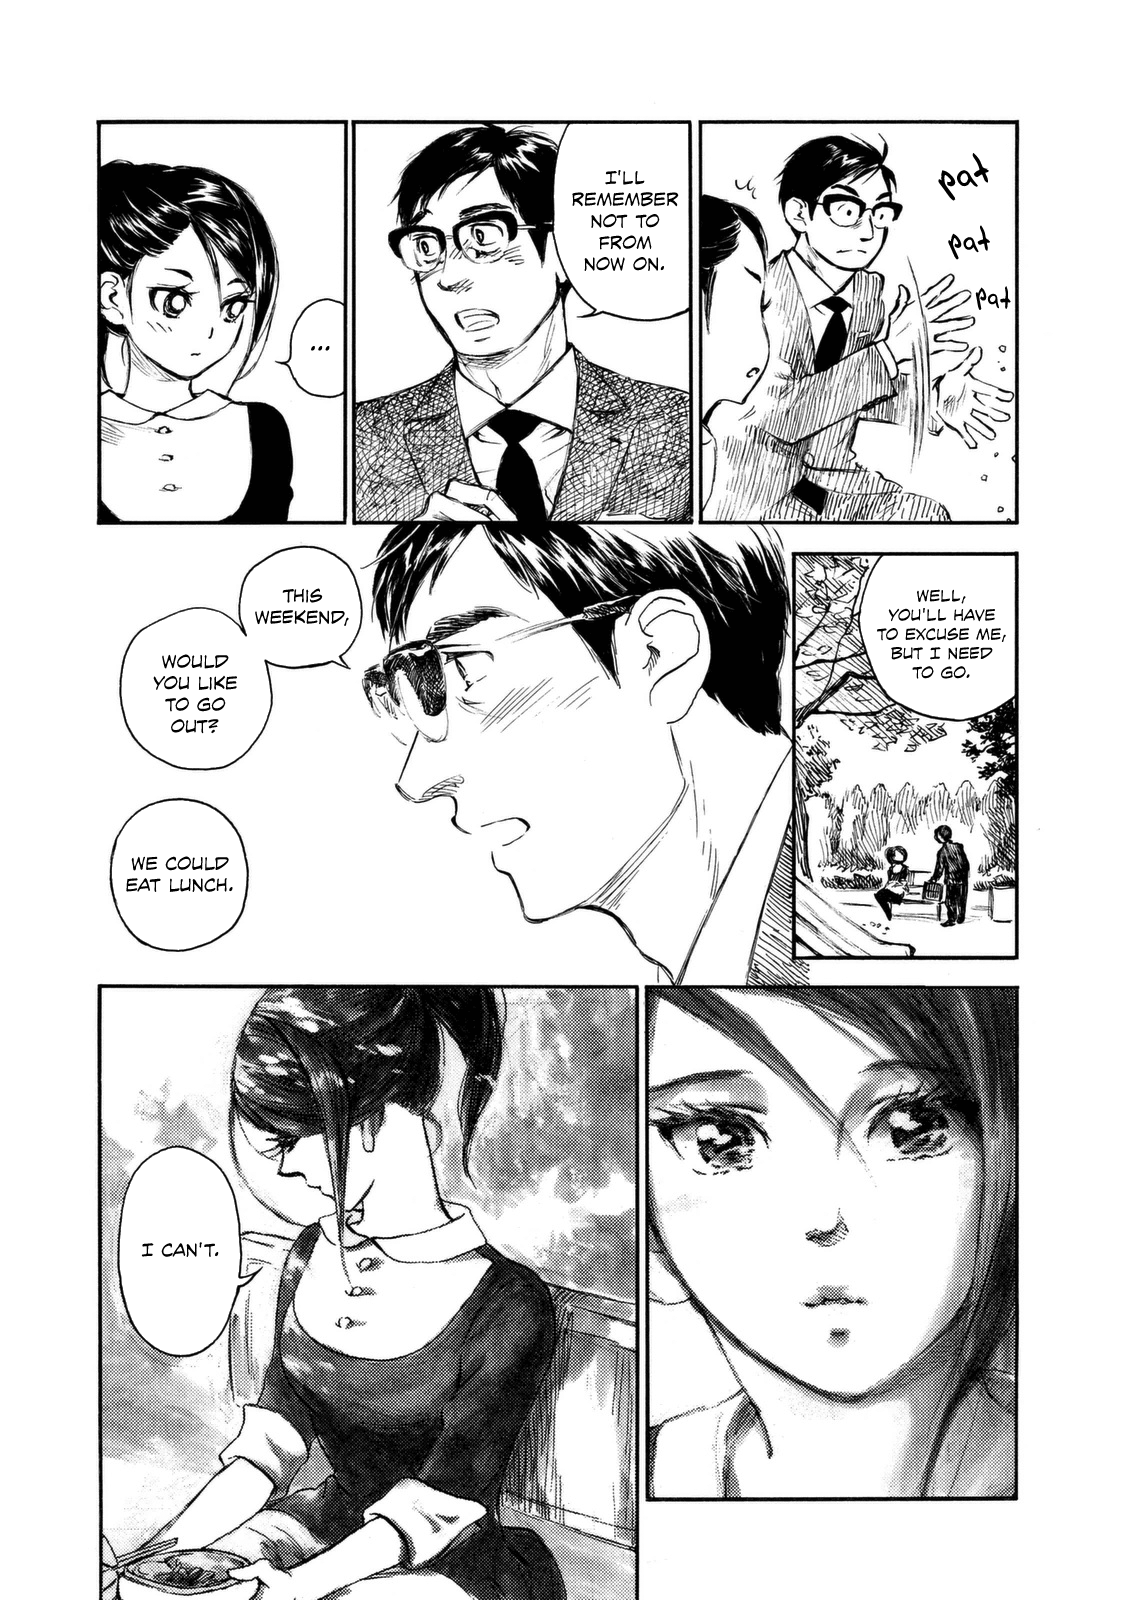 pat
pat
pat
I'LL
REMEMBER
NOT TO
FROM
NOW ON.
...
WELL,
YOU'LL HAVE
TO EXCUSE ME,
BUT I NEED
TO GO.
THIS
WEEKEND,
WOULD
YOU LIKE
TO GO
OUT?
WE COULD
EAT LUNCH.
I CAN'T.